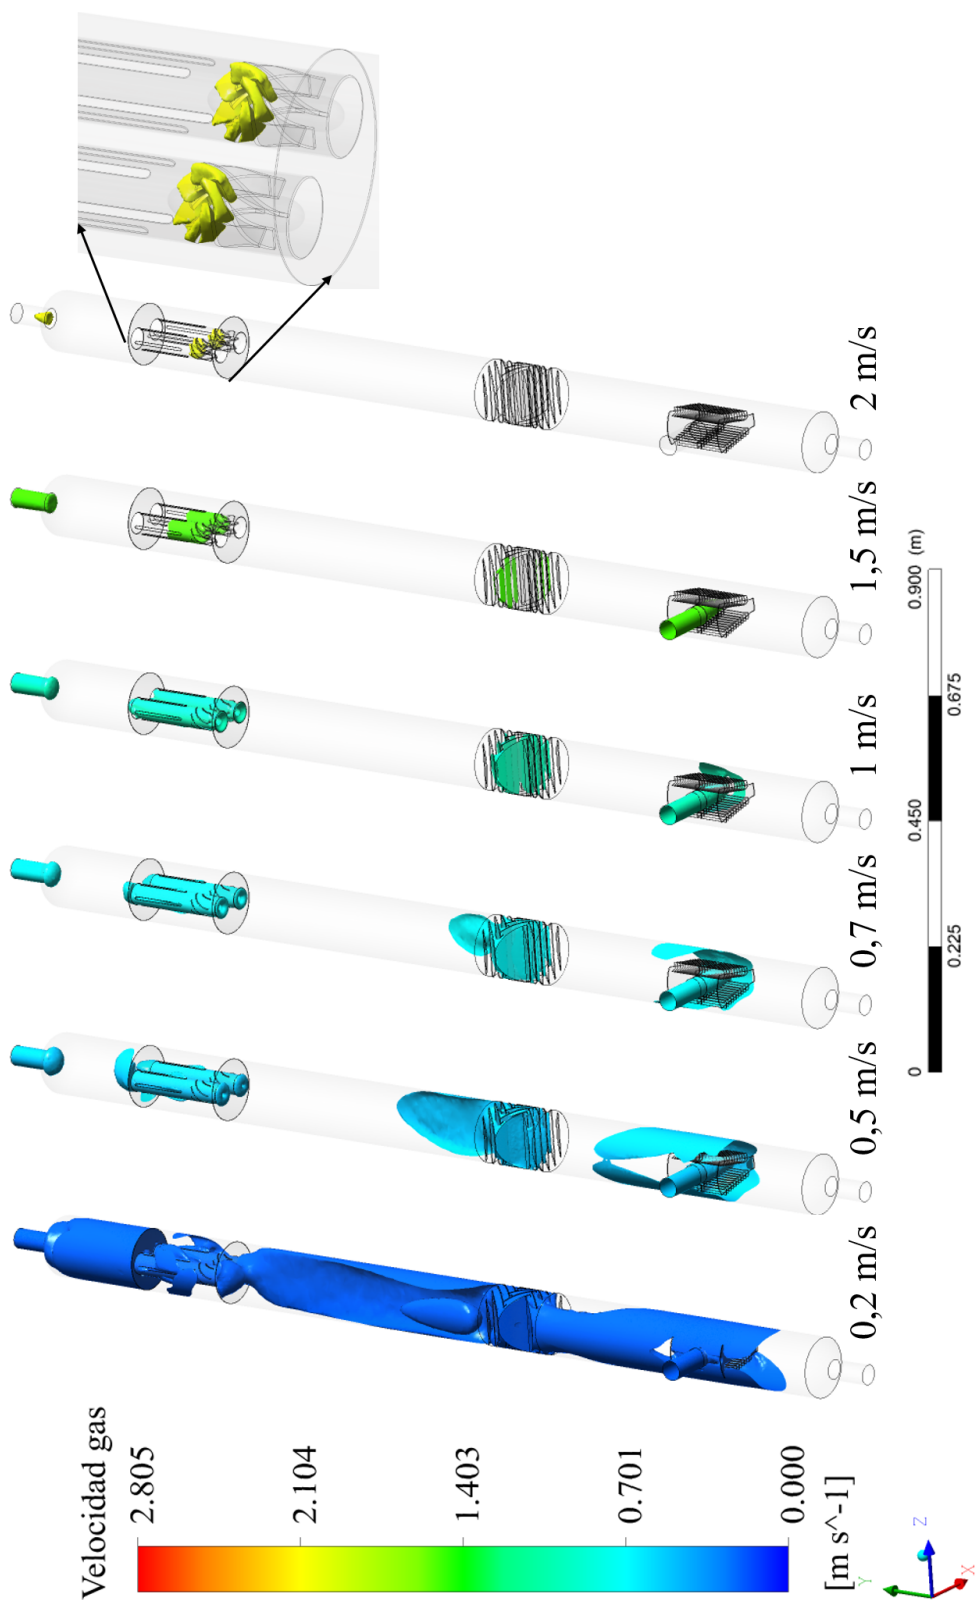 Velocidad gas
2.805
2.104
1.403
0.701
0.000
[m s^-1]
0,2 m/s
0,5 m/s
0,7 m/s
1 m/s
1,5 m/s
2 m/s
0
0.225
0.450
0.675
0.900 (m)
Y
Z
X